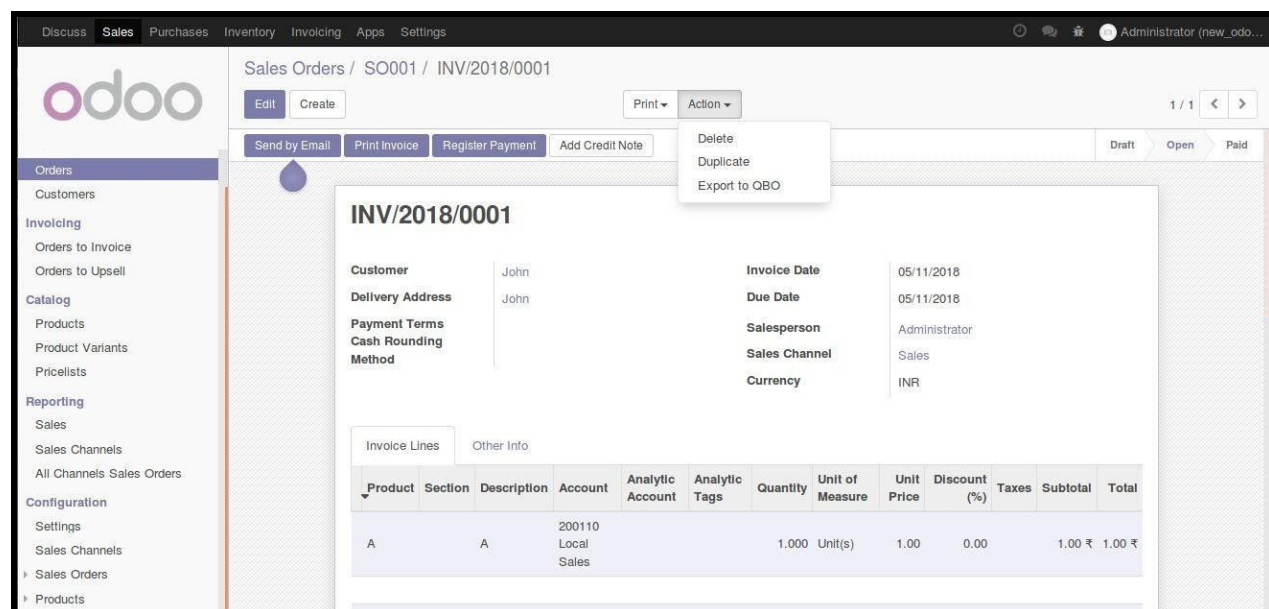 Discuss Sales Purchases Inventory Invoicing Apps Settings Administrator (new_odo...
odoo
Sales Orders / SO001 / INV/2018/0001
Edit Create Print Action 1 / 1
Send by Email Print Invoice Register Payment Add Credit Note Draft Open Paid
Delete
Duplicate
Export to QBO
Orders
Customers
Invoicing
Orders to Invoice
Orders to Upsell
Catalog
Products
Product Variants
Pricelists
Reporting
Sales
Sales Channels
All Channels Sales Orders
Configuration
Settings
Sales Channels
Sales Orders
Products
INV/2018/0001
Customer John
Delivery Address John
Payment Terms
Cash Rounding
Method
Invoice Date 05/11/2018
Due Date 05/11/2018
Salesperson Administrator
Sales Channel Sales
Currency INR
Invoice Lines Other Info
Product Section Description Account Analytic Account Analytic Tags Quantity Unit of Measure Unit Price Discount (%) Taxes Subtotal Total
A A 200110 Local Sales 1.000 Unit(s) 1.00 0.00 1.00 ₹ 1.00 ₹